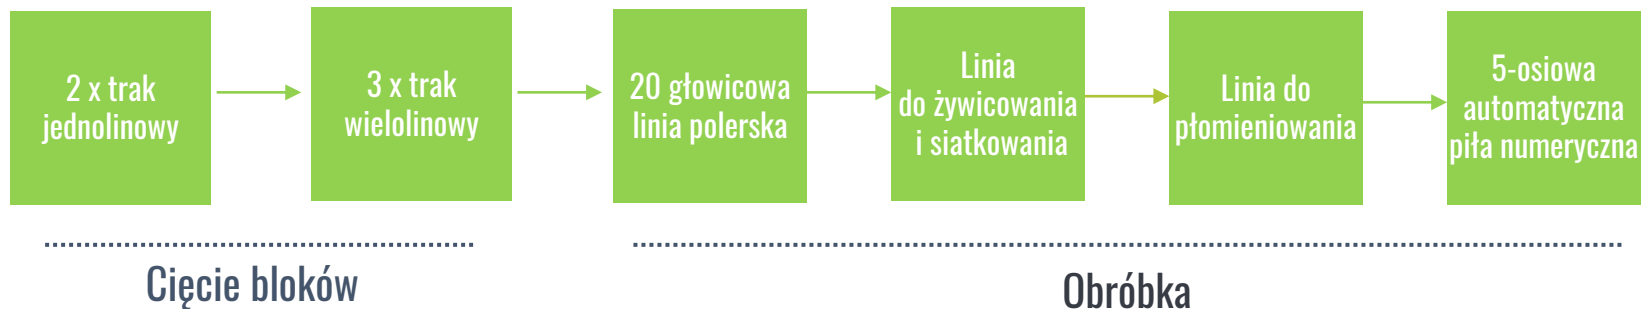 2 x trak
jednolinowy
3 x trak
wielolinowy
20 głowicowa
linia polerska
Linia
do żywicowania
i siatkowania
Linia do
płomieniowania
5-osiowa
automatyczna
piła numeryczna
Cięcie bloków
Obróbka